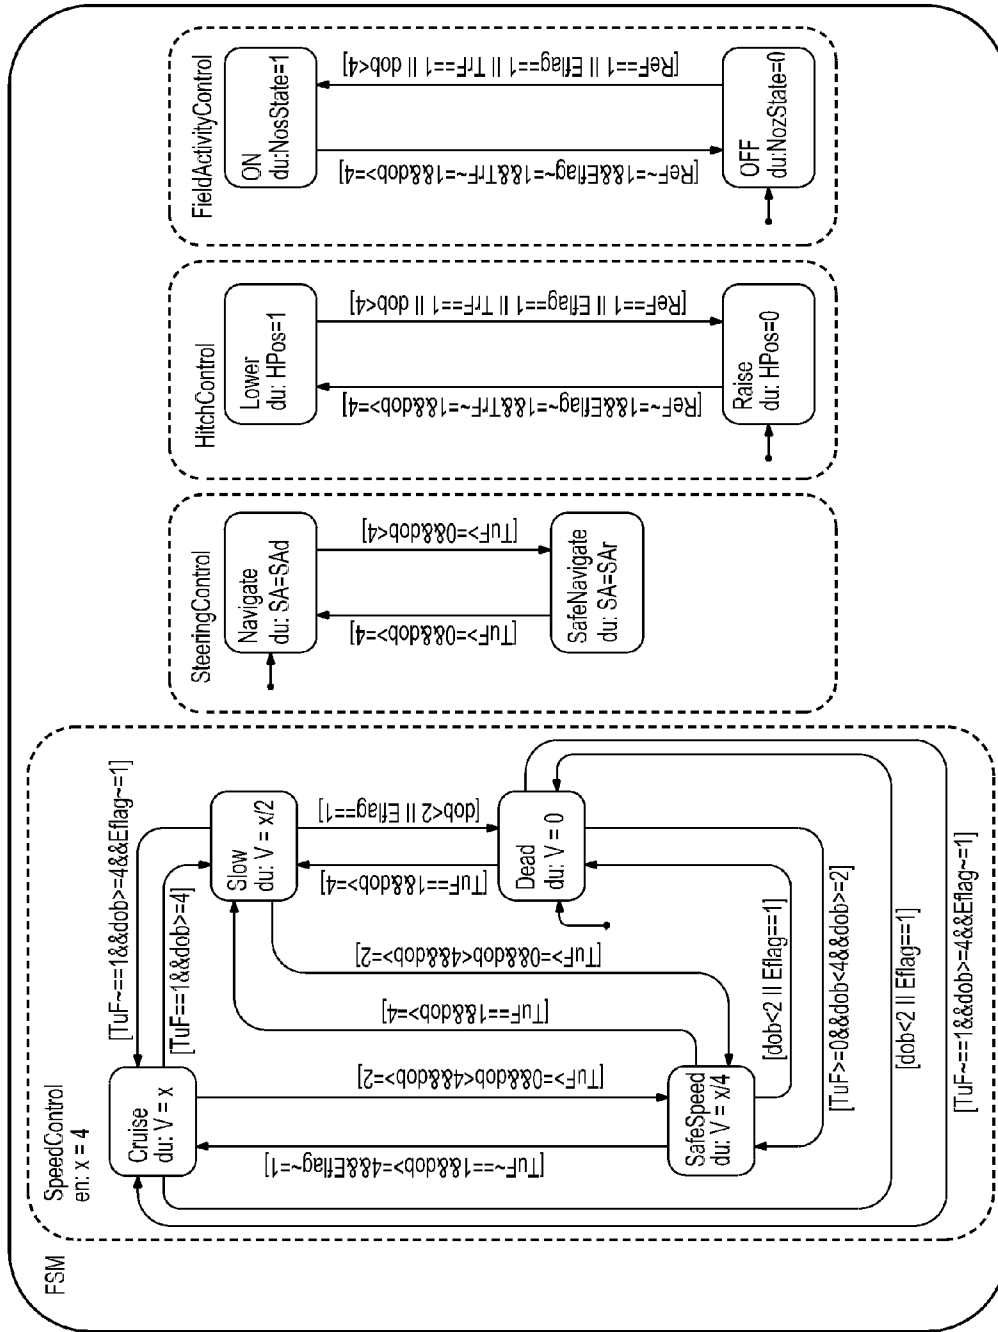 FSM
SpeedControl
en: x = 4
Cruise
du: V = x
[TuF~==1&&dob>=4&&Eflag~=1]
[TuF==1&&dob>=4]
Slow
du: V = x/2
[TuF~==1&&dob>=4&&Eflag~=1]
[TuF>=0&&dob<4&&dob>=2]
[TuF==1&&dob>=4]
[TuF>=0&&dob<4&&dob>=2]
[TuF==1&&dob>=4]
[dob<2 || Eflag==1]
SafeSpeed
du: V = x/4
Dead
du: V = 0
[dob<2 || Eflag==1]
[TuF>=0&&dob<4&&dob>=2]
[dob<2 || Eflag==1]
[TuF~==1&&dob>=4&&Eflag~=1]
SteeringControl
Navigate
du: SA=SAd
[TuF>=0&&dob>=4]
[TuF>=0&&dob<4]
SafeNavigate
du: SA=SAr
HitchControl
Lower
du: HPos=1
[ReF~=1&&Eflag~=1&&TrF~=1&&dob>=4]
[ReF==1 || Eflag==1 || TrF==1 || dob<4]
Raise
du: HPos=0
FieldActivityControl
ON
du:NosState=1
[ReF~=1&&Eflag~=1&&TrF~=1&&dob>=4]
[ReF==1 || Eflag==1 || TrF==1 || dob<4]
OFF
du:NozState=0